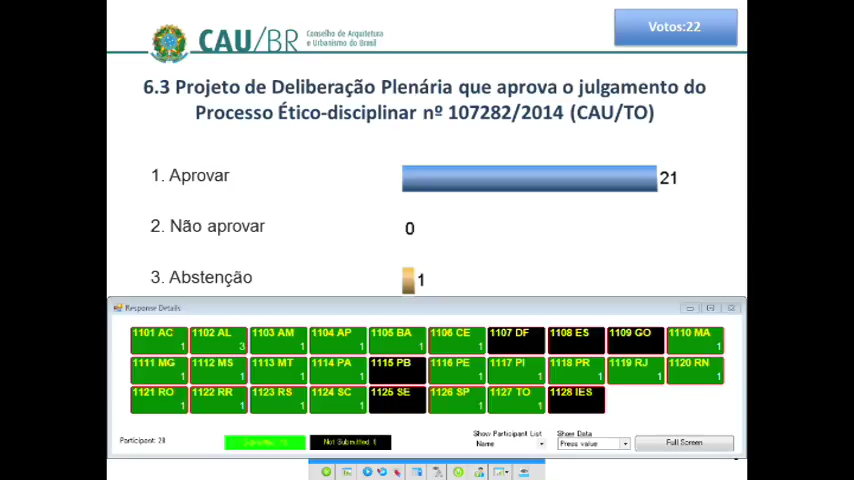 CAU/BR
Conselho de Arquitetura
e Urbanismo do Brasil
Votos:22
6.3 Projeto de Deliberação Plenária que aprova o julgamento do
Processo Ético-disciplinar nº 107282/2014 (CAU/TO)
1. Aprovar
21
2. Não aprovar
0
3. Abstenção
1
Response Details
1101 AC 1102 AL 1103 AM 1104 AP 1105 BA 1106 CE 1107 DF 1108 ES 1109 GO 1110 MA
1 3 1 1 1 1 1
1111 MG 1112 MS 1113 MT 1114 PA 1115 PB 1116 PE 1117 PI 1118 PR 1119 RJ 1120 RN
1 1 1 1 1 1 1 1 1
1121 RO 1122 RR 1123 RS 1124 SC 1125 SE 1126 SP 1127 TO 1128 IES
1 1 1 1 1 1
Participant: 28
Not Submitted
Show Participant List
Name
Show Data
Press value
Full Screen